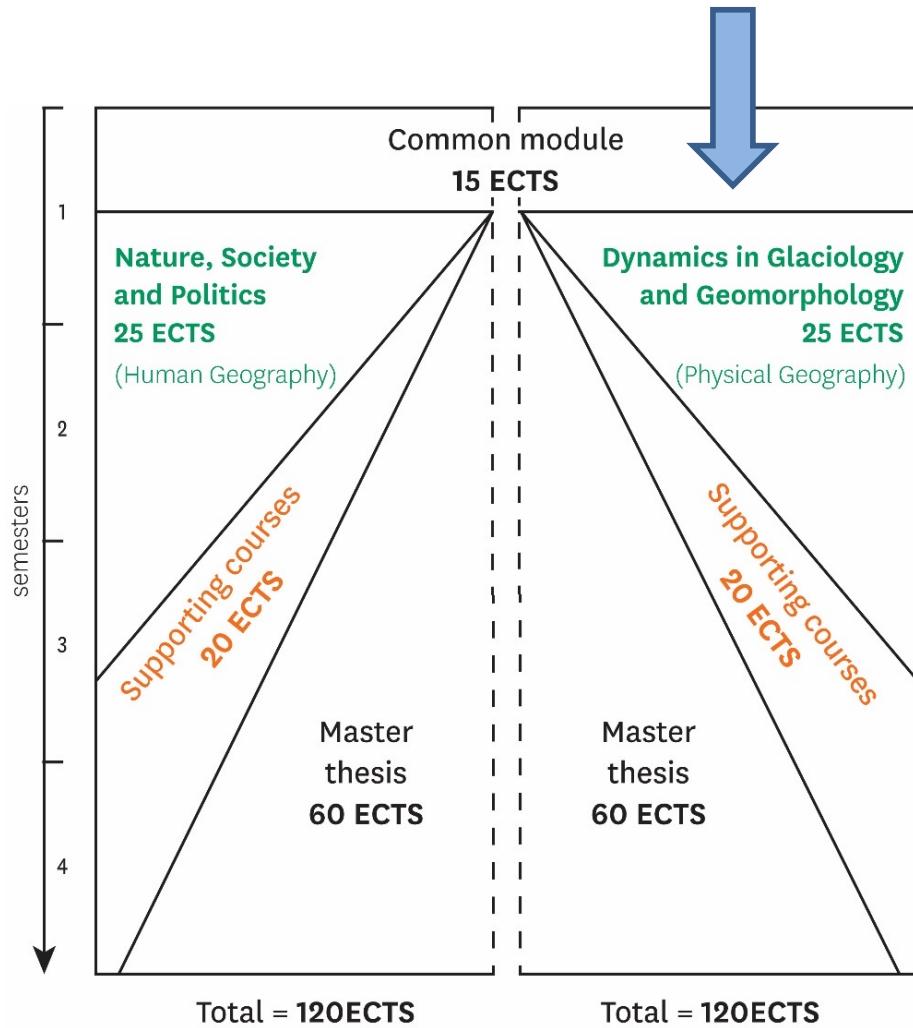 Common module
15 ECTS
semesters
1
2
3
4
Nature, Society
and Politics
25 ECTS
(Human Geography)
Supporting courses
20 ECTS
Master
thesis
60 ECTS
Total = 120ECTS
Dynamics in Glaciology
and Geomorphology
25 ECTS
(Physical Geography)
Supporting courses
20 ECTS
Master
thesis
60 ECTS
Total = 120ECTS